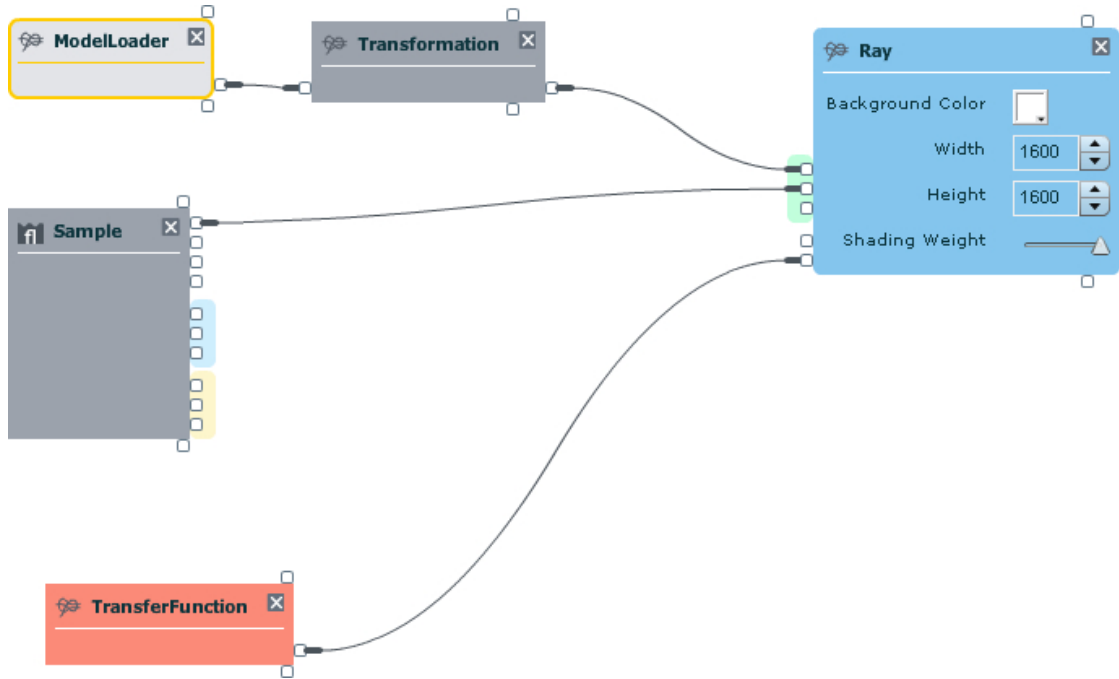 ModelLoader
Transformation
Ray
Background Color
Width 1600
Height 1600
Shading Weight
Sample
TransferFunction